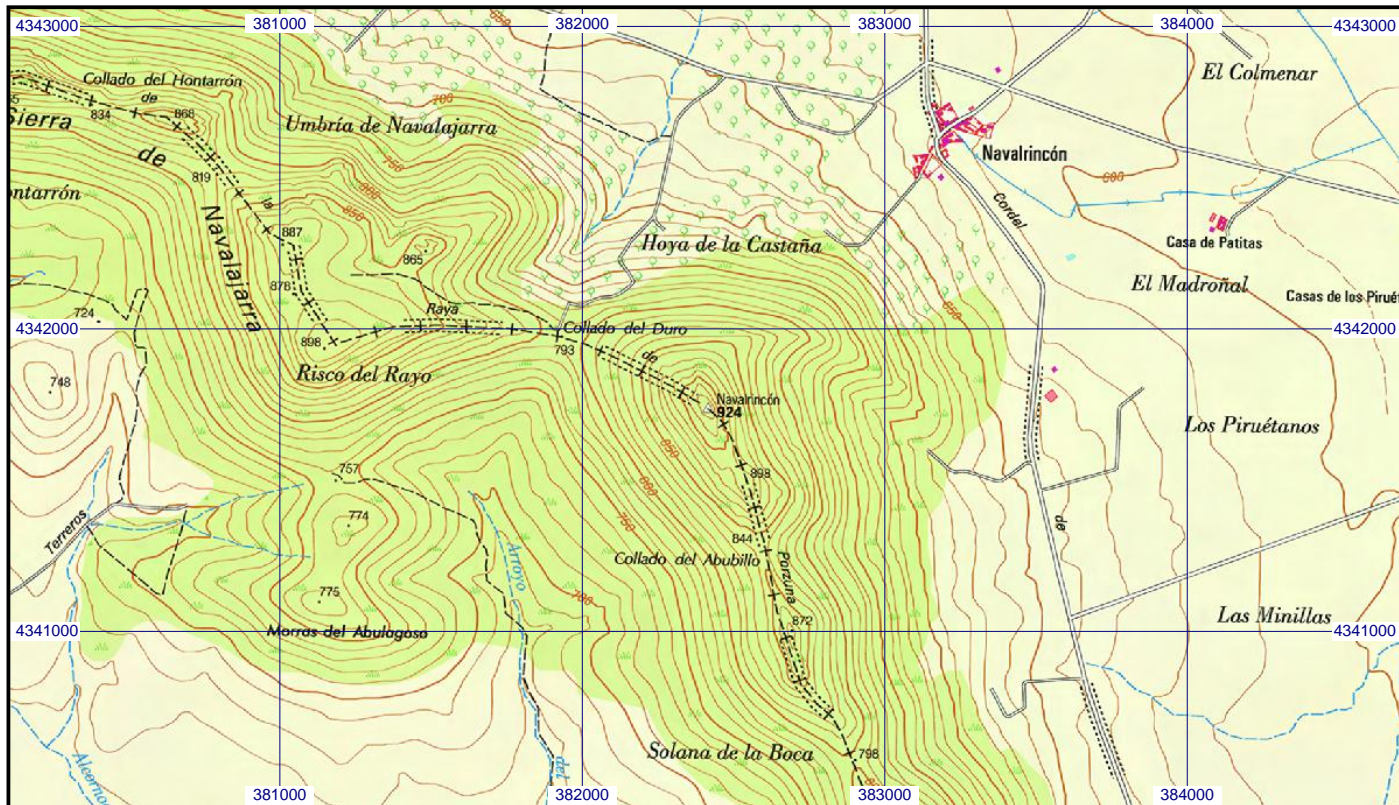 381000
382000
383000
384000
4343000
4343000
650
El Colmenar
Collado del Hontarrón
de
834
868
700
Sierra
Umbría de Navalajarra
de
750
Navalrincón
819
800
600
ontarrón
Navalajarra
la
850
Cordel
887
Hoya de la Castaña
865
Casa de Patitas
878
El Madroñal
Casas de los Piruét
724
Raya
650
4342000
Collado del Duro
4342000
898
793
de
Risco del Rayo
748
Navalrincón
924
Los Piruétanos
850
757
898
800
774
750
Terreros
844
de
Arroyo
Collado del Abubillo
Porzuna
775
700
872
Las Minillas
4341000
Morras del Abulagoso
4341000
Solana de la Boca
798
Alcorno
del
381000
382000
383000
384000